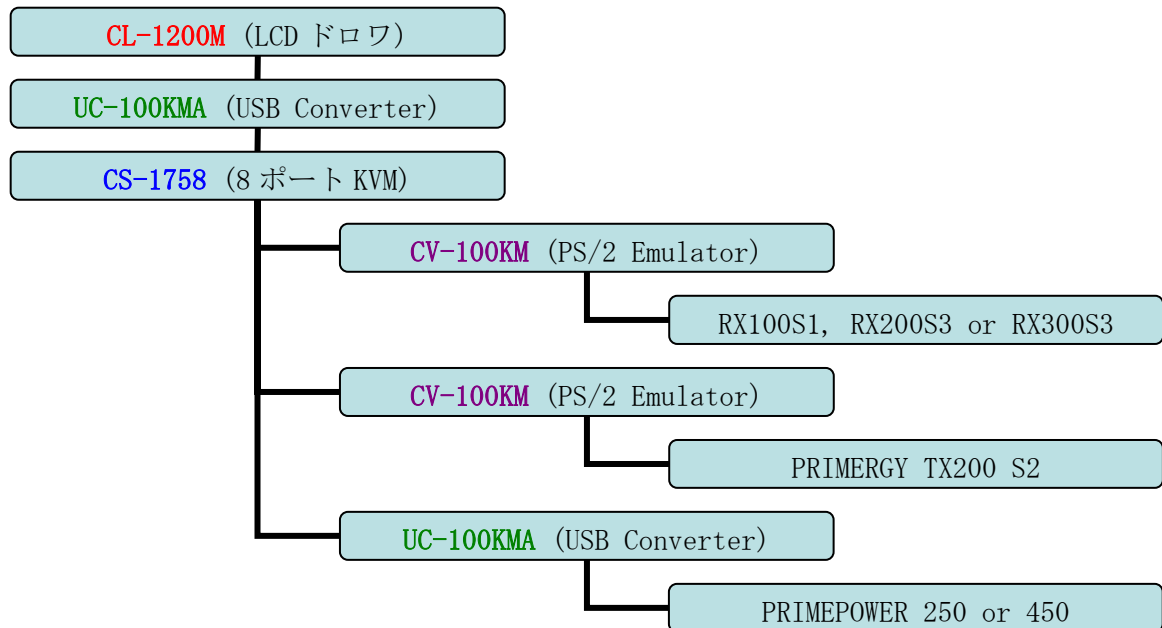 CL-1200M (LCD ドロワ)
UC-100KMA (USB Converter)
CS-1758 (8 ポート KVM)
CV-100KM (PS/2 Emulator)
RX100S1, RX200S3 or RX300S3
CV-100KM (PS/2 Emulator)
PRIMERGY TX200 S2
UC-100KMA (USB Converter)
PRIMEPOWER 250 or 450